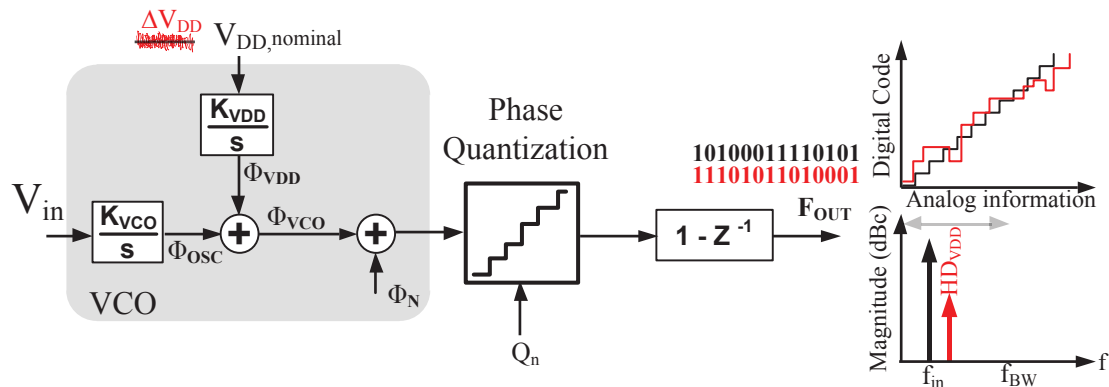 ΔV_DD
V_DD,nominal
K_VDD
s
Φ_VDD
V_in
K_VCO
s
Φ_OSC
+
Φ_VCO
+
Φ_N
VCO
Phase
Quantization
Q_n
10100011110101
11101011010001
F_OUT
1 - Z^-1
Digital Code
Analog information
Magnitude (dBc)
HD_VDD
f_in
f_BW
f